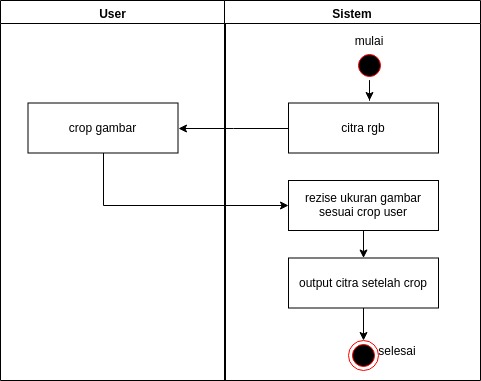 User
Sistem
mulai
crop gambar
citra rgb
rezise ukuran gambar
sesuai crop user
output citra setelah crop
selesai